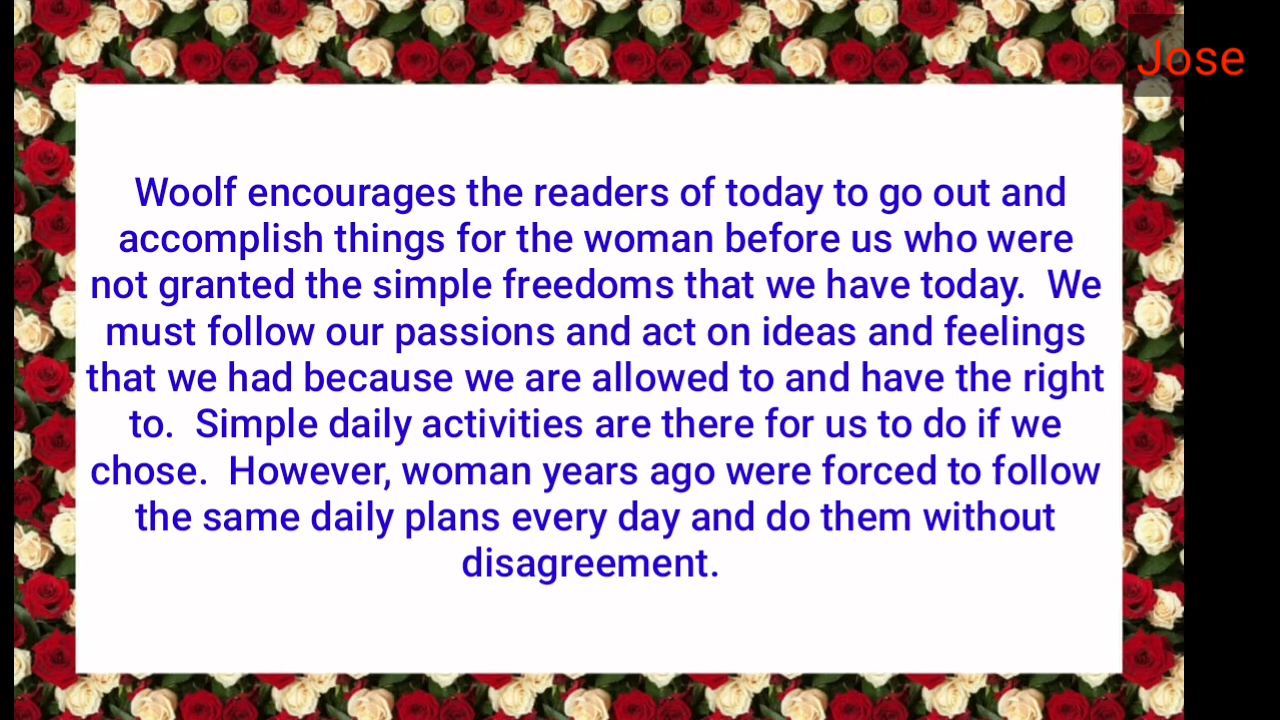 Jose
Woolf encourages the readers of today to go out and
accomplish things for the woman before us who were
not granted the simple freedoms that we have today.  We
must follow our passions and act on ideas and feelings
that we had because we are allowed to and have the right
to.  Simple daily activities are there for us to do if we
chose.  However, woman years ago were forced to follow
the same daily plans every day and do them without
disagreement.